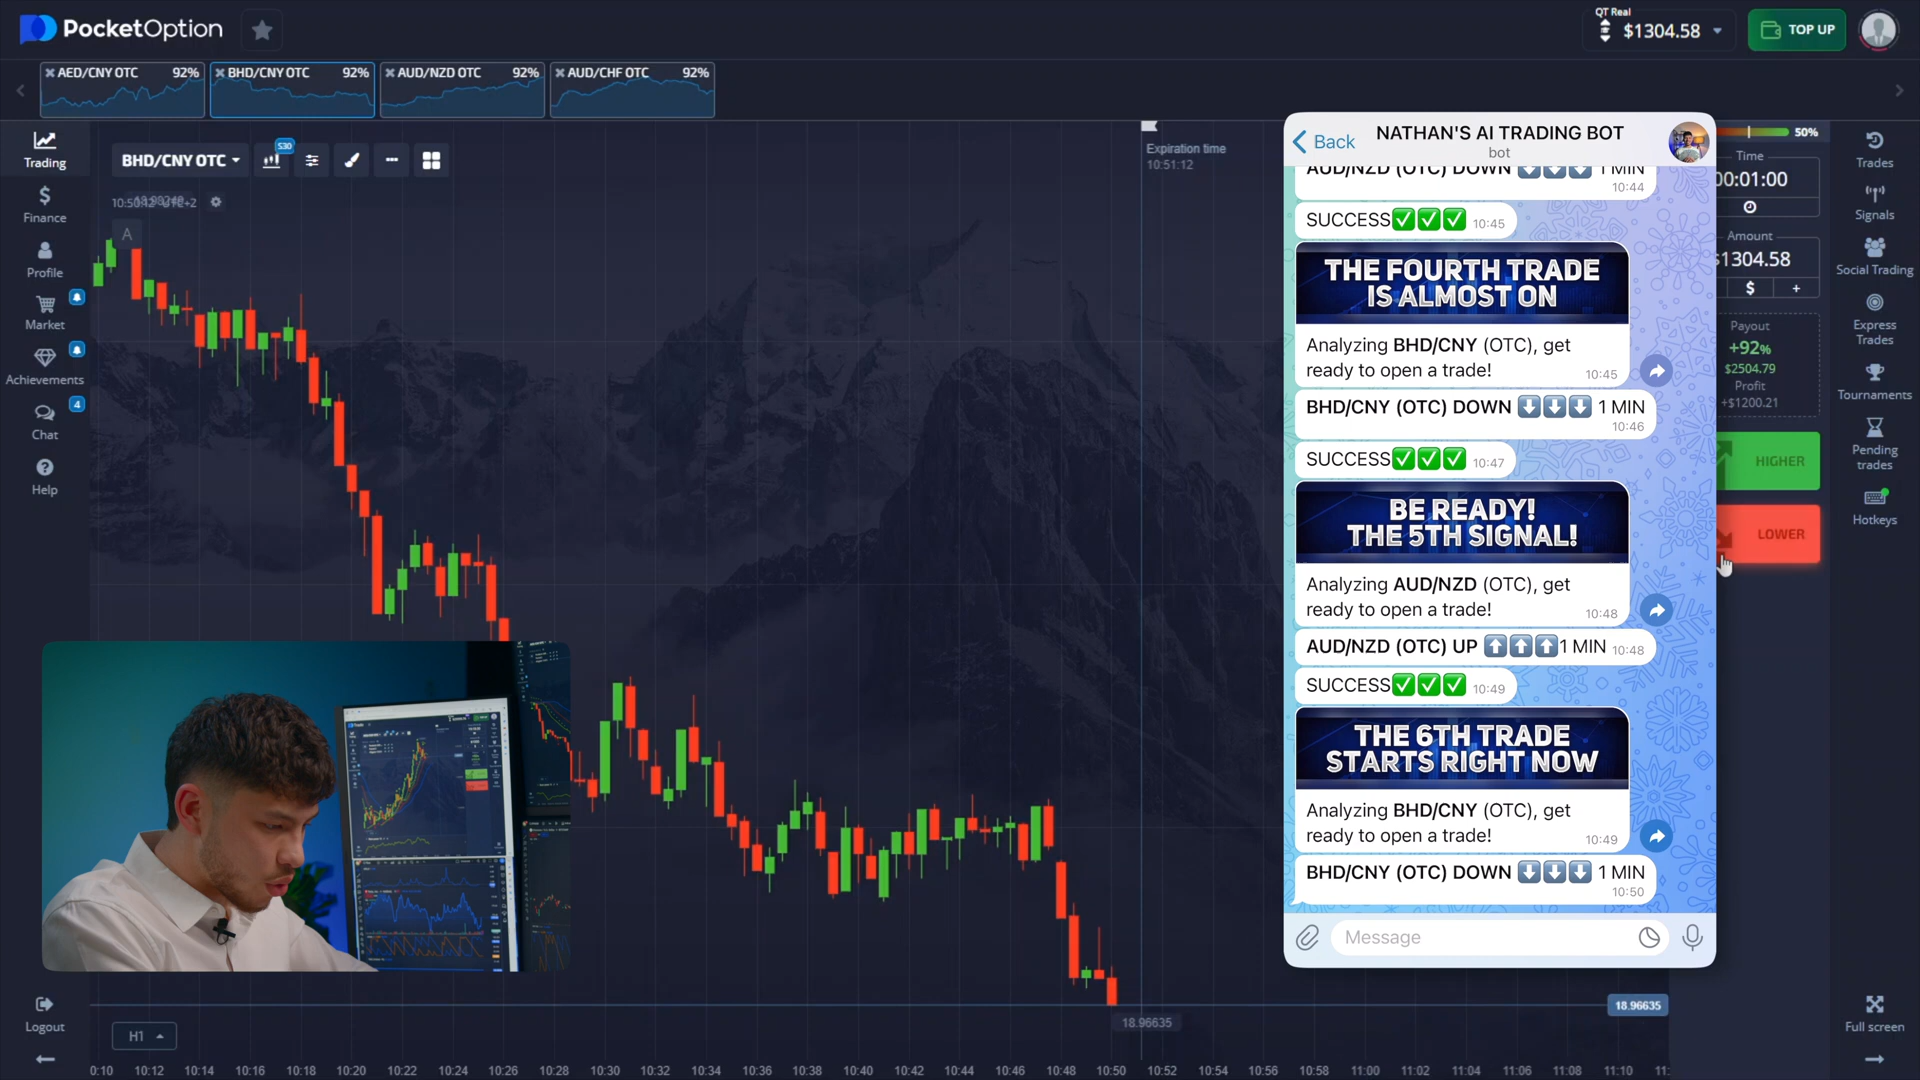 PocketOption
QT Real
$1304.58
TOP UP
AED/CNY OTC 92%
BHD/CNY OTC 92%
AUD/NZD OTC 92%
AUD/CHF OTC 92%
Trading
Finance
Profile
Market
Achievements
4
Chat
Help
Logout
BHD/CNY OTC
S30
A
Expiration time
10:51:12
Back
NATHAN'S AI TRADING BOT
bot
AUD/NZD (OTC) DOWN ⬇️⬇️⬇️ 1 MIN
10:44
SUCCESS✅✅✅ 10:45
THE FOURTH TRADE
IS ALMOST ON
Analyzing BHD/CNY (OTC), get
ready to open a trade!
10:45
BHD/CNY (OTC) DOWN ⬇️⬇️⬇️ 1 MIN
10:46
SUCCESS✅✅✅ 10:47
BE READY!
THE 5TH SIGNAL!
Analyzing AUD/NZD (OTC), get
ready to open a trade!
10:48
AUD/NZD (OTC) UP ⬆️⬆️⬆️1 MIN 10:48
SUCCESS✅✅✅ 10:49
THE 6TH TRADE
STARTS RIGHT NOW
Analyzing BHD/CNY (OTC), get
ready to open a trade!
10:49
BHD/CNY (OTC) DOWN ⬇️⬇️⬇️ 1 MIN
10:50
Message
50%
Time
00:01:00
Amount
$1304.58
$ +
Payout
+92%
$2504.79
Profit
+$1200.21
HIGHER
LOWER
Trades
Signals
Social Trading
Express
Trades
Tournaments
Pending
trades
Hotkeys
Full screen
18.96635
18.96635
H1
10:12 10:14 10:16 10:18 10:20 10:22 10:24 10:26 10:28 10:30 10:32 10:34 10:36 10:38 10:40 10:42 10:44 10:46 10:48 10:50 10:52 10:54 10:56 10:58 11:00 11:02 11:04 11:06 11:08 11:10